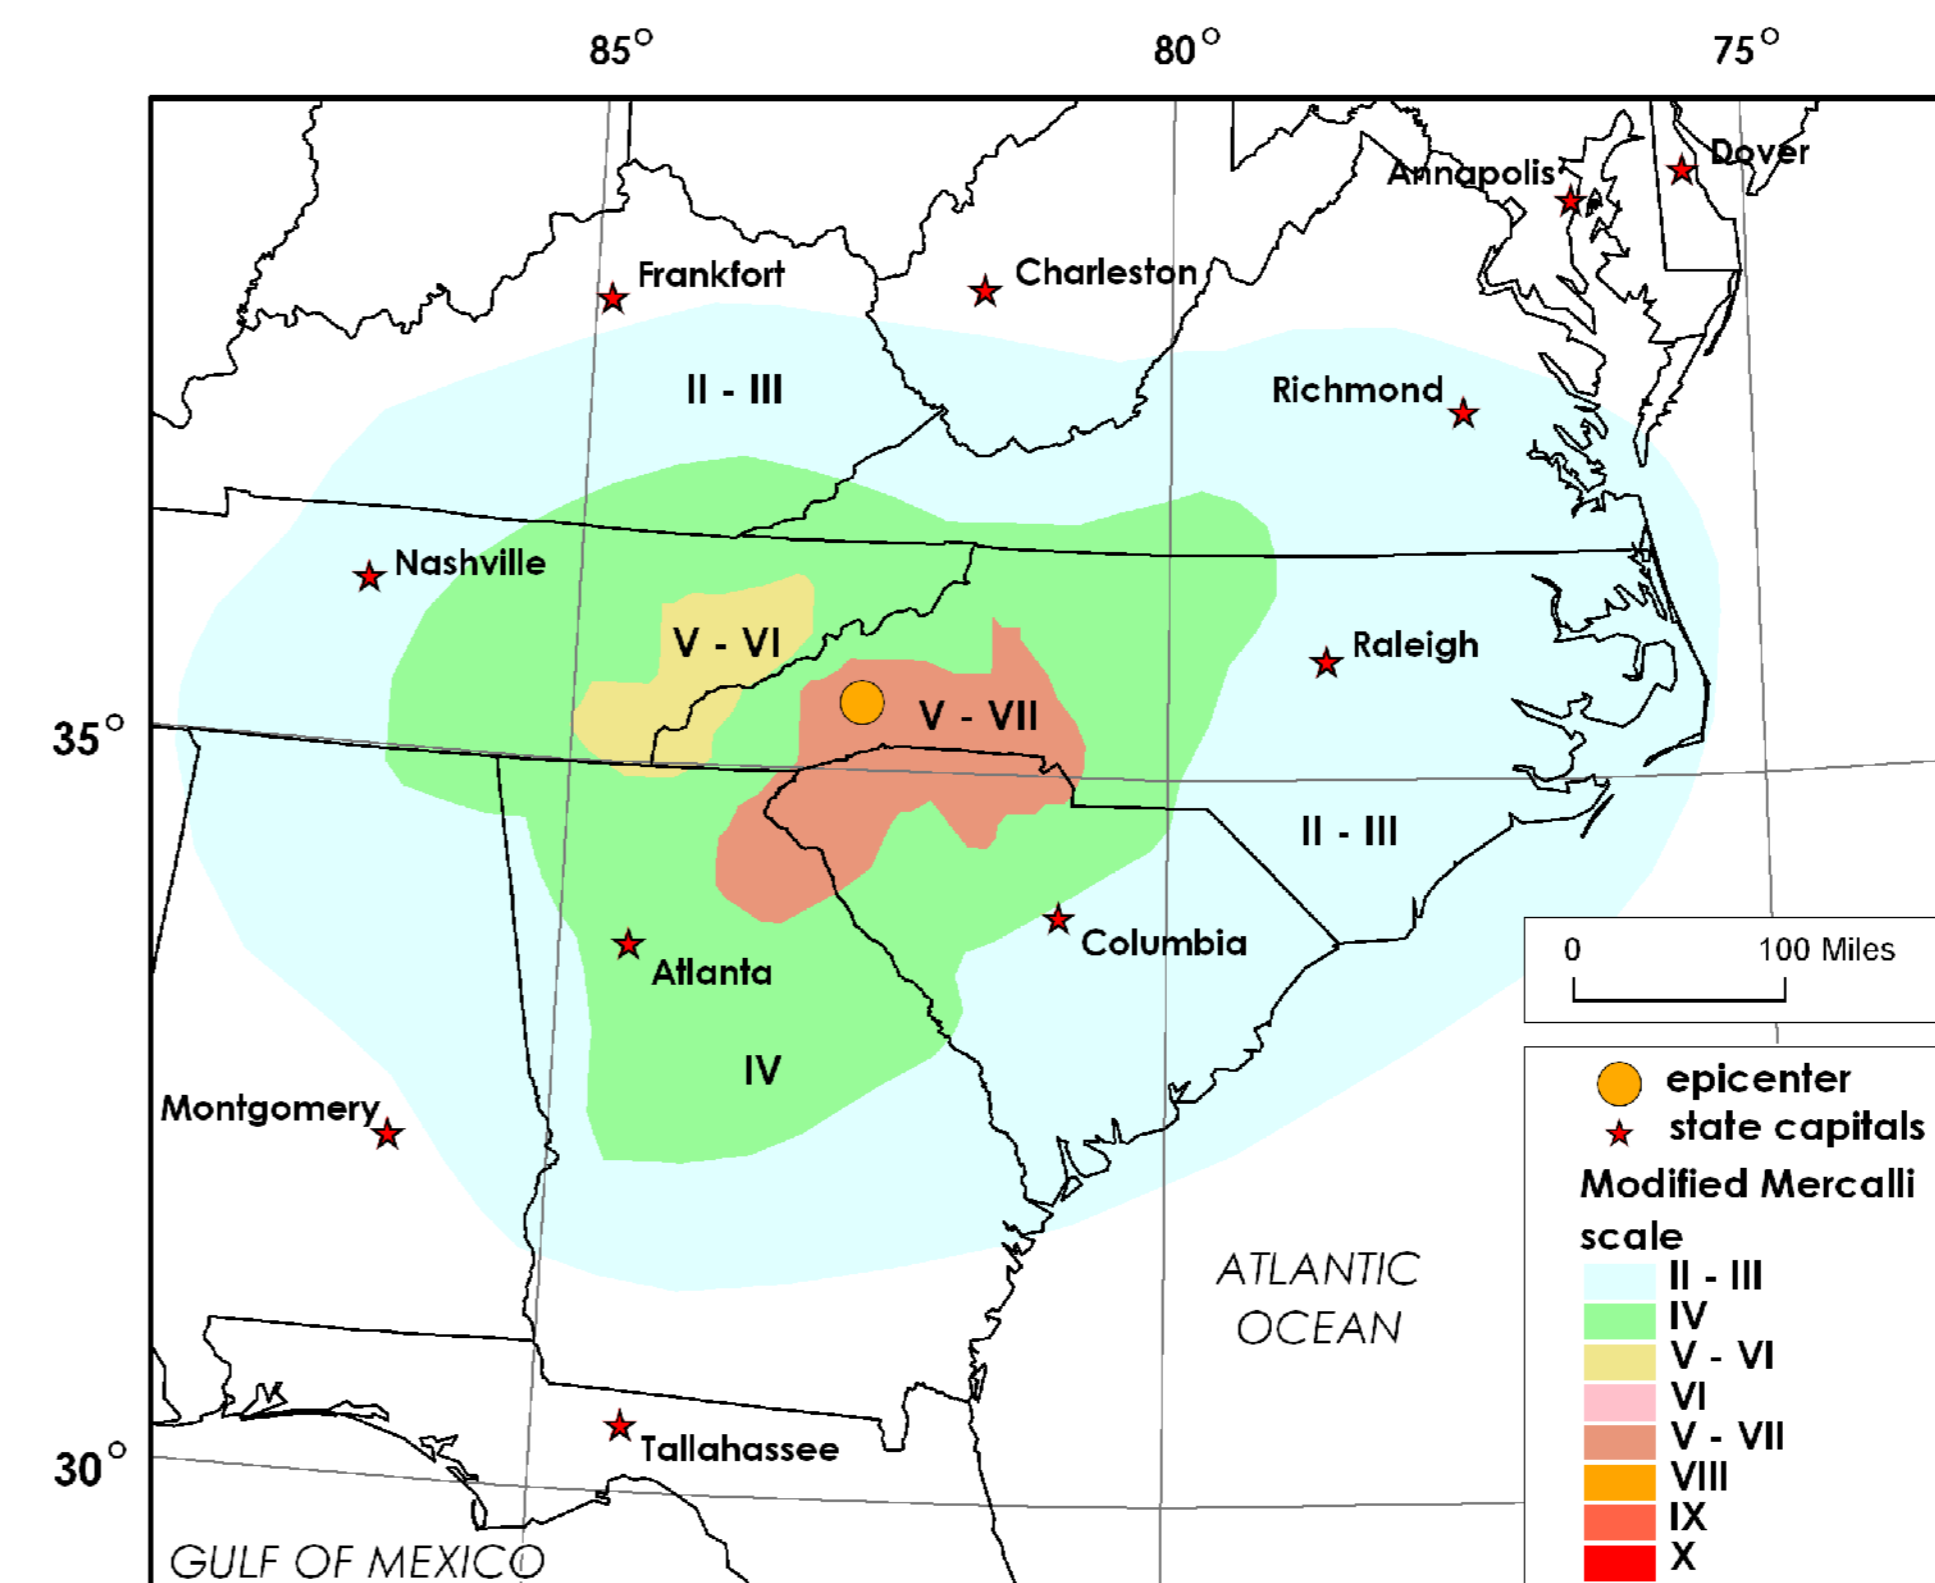 85°
80°
75°
Dover
Annapolis
Frankfort
Charleston
II - III
Richmond
Nashville
V - VI
Raleigh
35°
V - VII
II - III
Columbia
0 100 Miles
Atlanta
IV
Montgomery
epicenter
state capitals
Modified Mercalli
scale
II - III
IV
V - VI
VI
V - VII
VIII
IX
X
ATLANTIC
OCEAN
Tallahassee
30°
GULF OF MEXICO